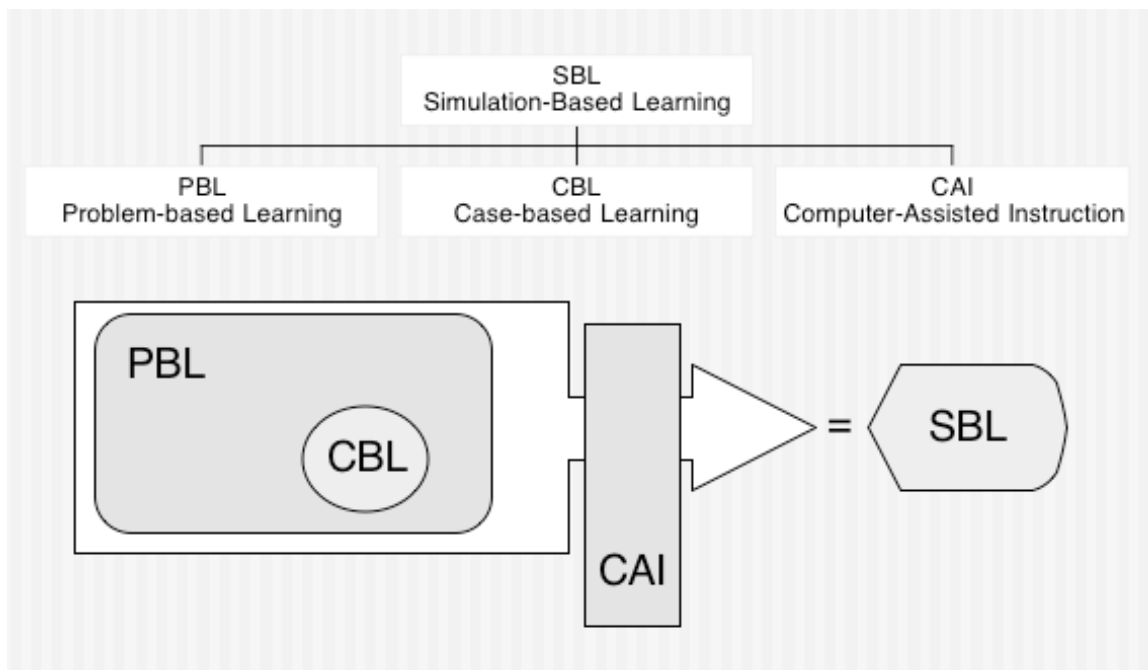 SBL
Simulation-Based Learning
PBL
Problem-based Learning
CBL
Case-based Learning
CAI
Computer-Assisted Instruction
PBL
CBL
CAI
=
SBL